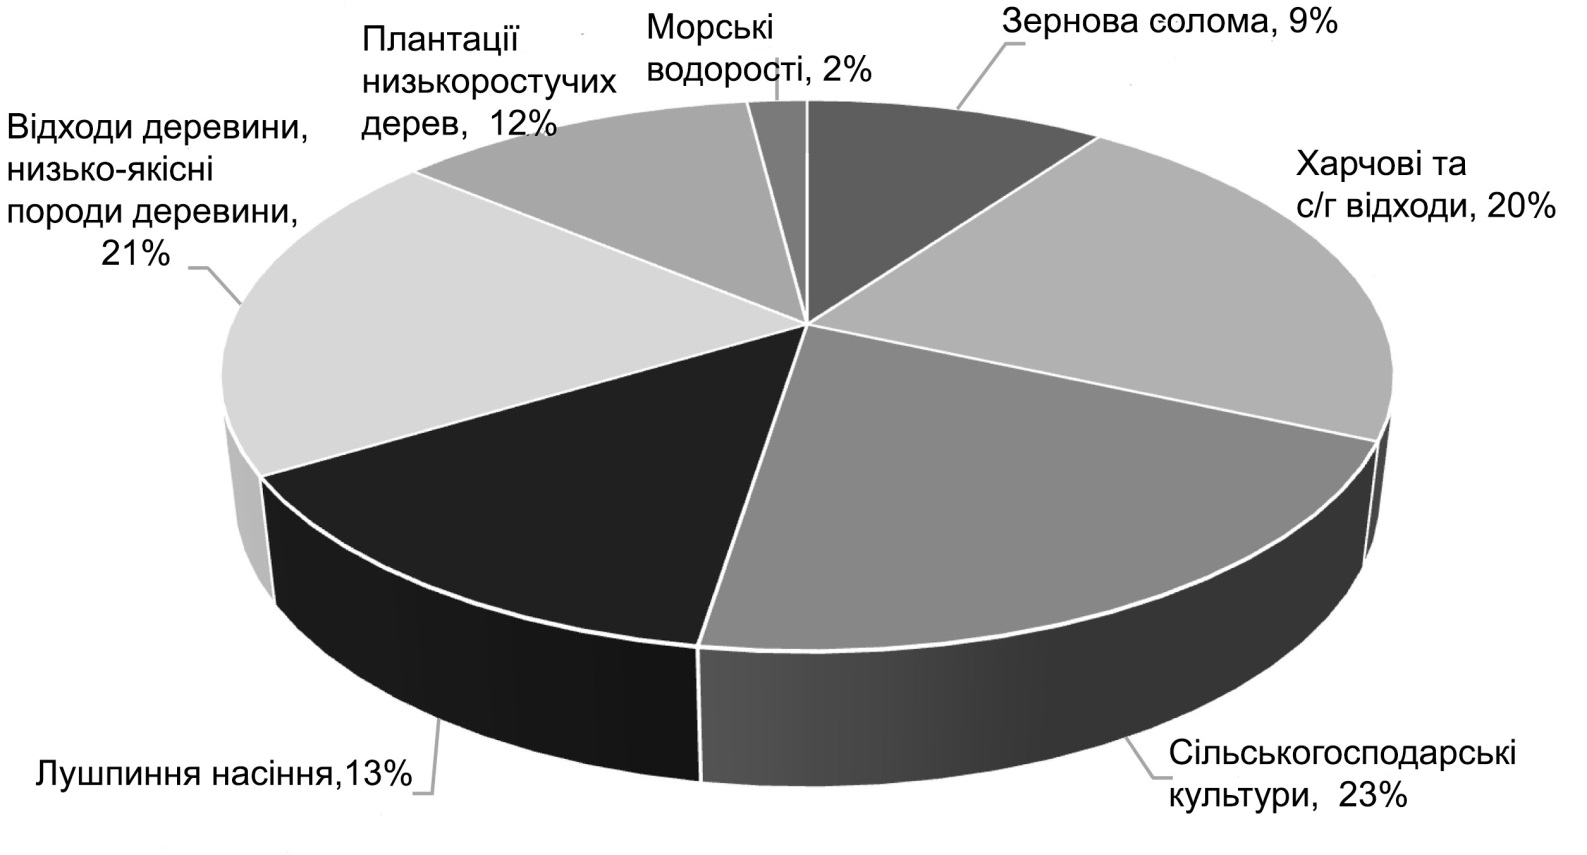 Зернова солома, 9%
Харчові та
с/г відходи, 20%
Сільськогосподарські
культури,  23%
Лушпиння насіння,13%
Відходи деревини,
низько-якісні
породи деревини,
21%
Плантації
низькоростучих
дерев,  12%
Морські
водорості, 2%